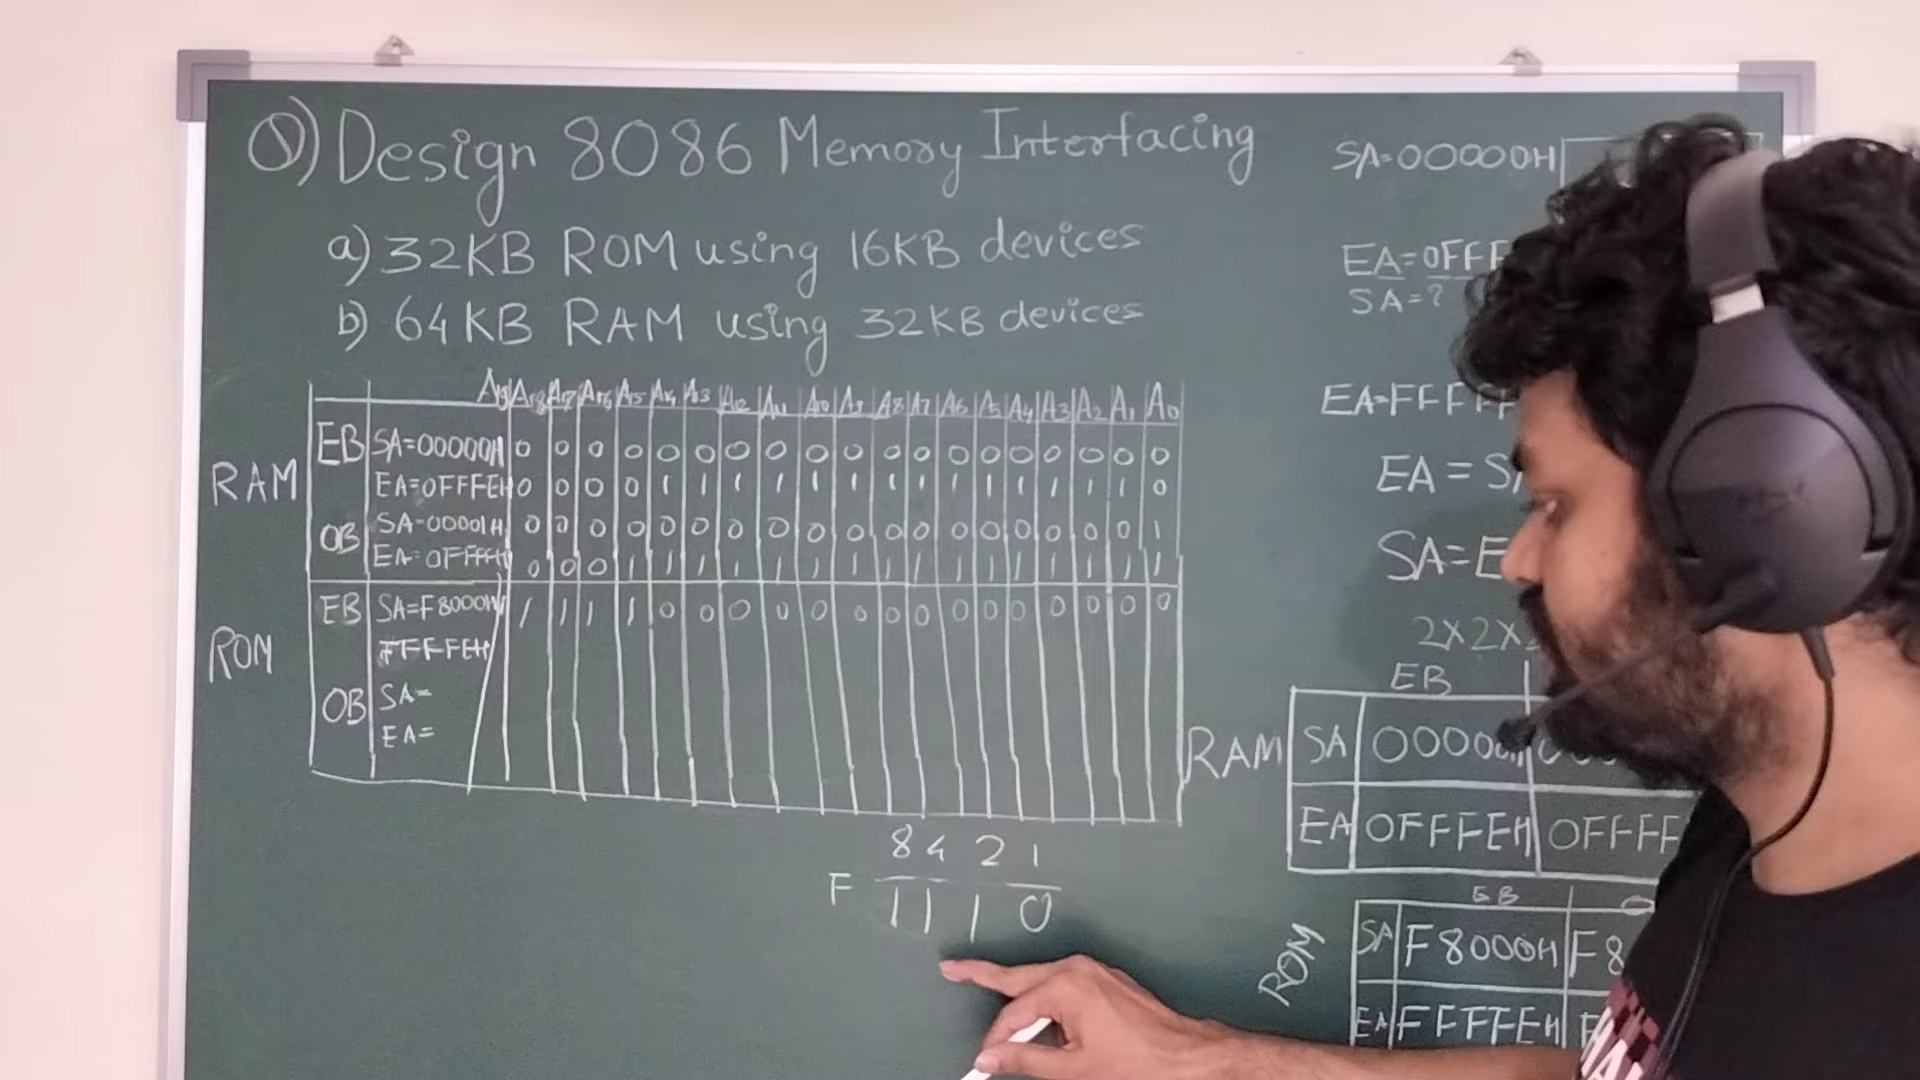 Q) Design 8086 Memory Interfacing
a) 32KB ROM using 16KB devices
b) 64KB RAM using 32KB devices
A19 A18 A17 A16 A15 A14 A13 A12 A11 A10 A9 A8 A7 A6 A5 A4 A3 A2 A1 A0
RAM
EB SA=00000H 0 0 0 0 0 0 0 0 0 0 0 0 0 0 0 0 0 0 0
EA=0FFFEH 0 0 0 0 1 1 1 1 1 1 1 1 1 1 1 1 1 1 0
OB SA-00001H 0 0 0 0 0 0 0 0 0 0 0 0 0 0 0 0 0 0 1
EA=0FFFFH 0 0 0 1 1 1 1 1 1 1 1 1 1 1 1 1 1 1 1
ROM
EB SA=F8000H 1 1 1 1 0 0 0 0 0 0 0 0 0 0 0 0 0 0 0
FFFFEH
OB SA=
EA=
8 4 2 1
F 1 1 1 0
SA=00000H
EA=0FFF
SA=?
EA=FFFFF
EA=S
SA=E
2X2X
EB
RAM SA 00000H
EA 0FFFEH 0FFFF
EB
ROM SA F8000H F8
EA FFFFEH F